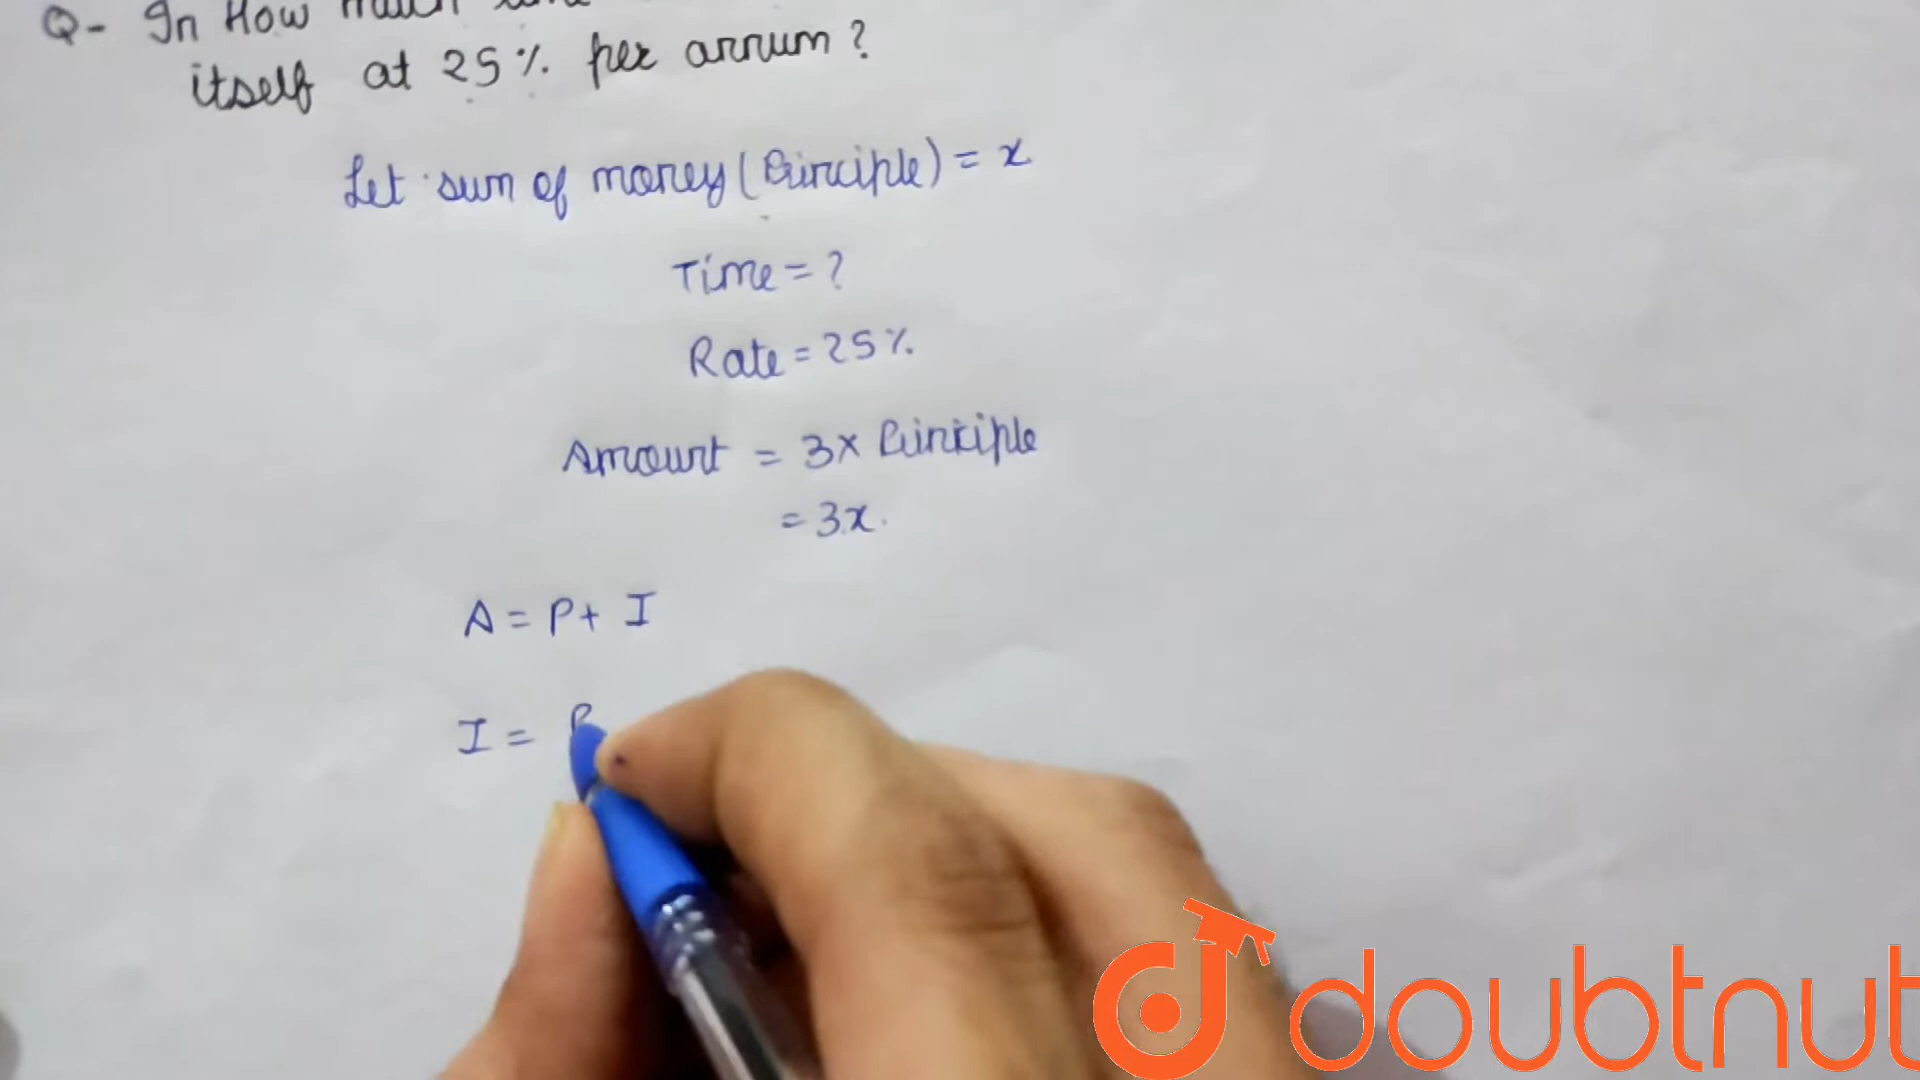 Q- In How much
itself at 25% per annum?
Let sum of money (Principle) = x
Time = ?
Rate = 25%
Amount = 3x Principle
= 3x.
A = P + I
I = P
doubtnut